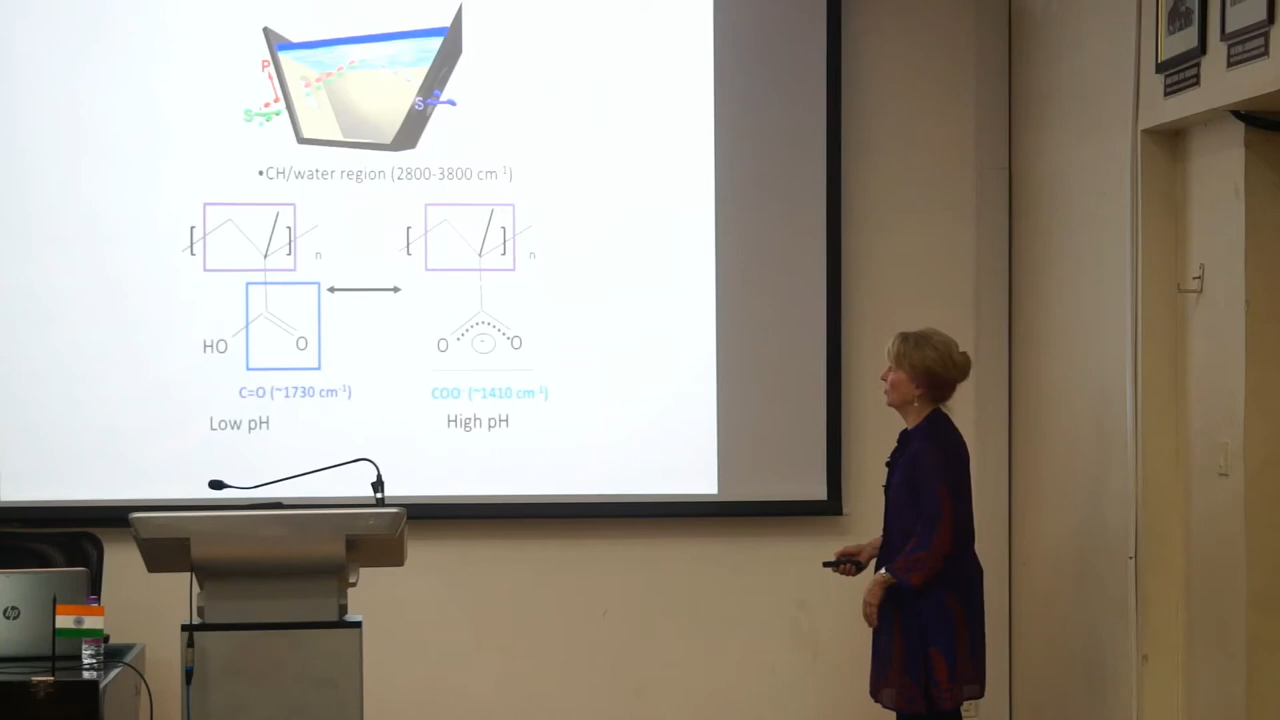 P
S
S
•CH/water region (2800-3800 cm⁻¹)
[ ]n
[ ]n
HO
O
O
-
O
C=O (~1730 cm⁻¹)
COO⁻ (~1410 cm⁻¹)
Low pH
High pH
hp